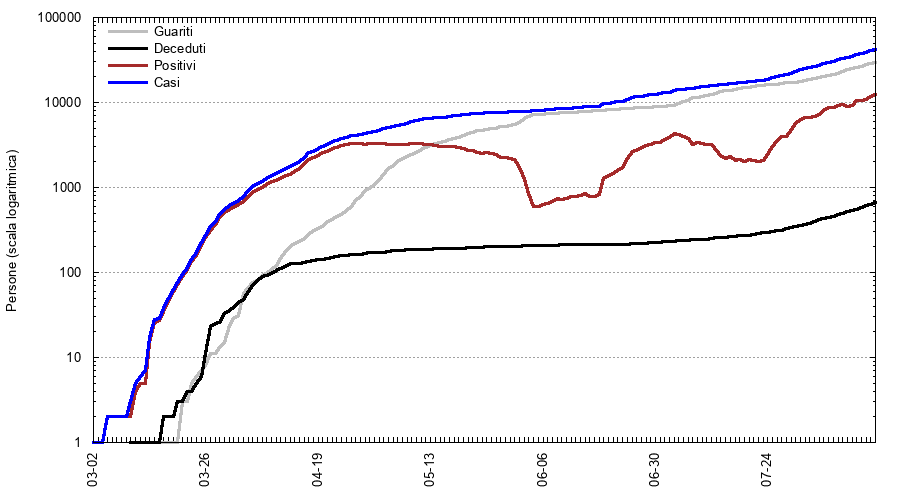 100000
10000
1000
100
10
1
Persone (scala logaritmica)
Guariti
Deceduti
Positivi
Casi
03-02
03-26
04-19
05-13
06-06
06-30
07-24